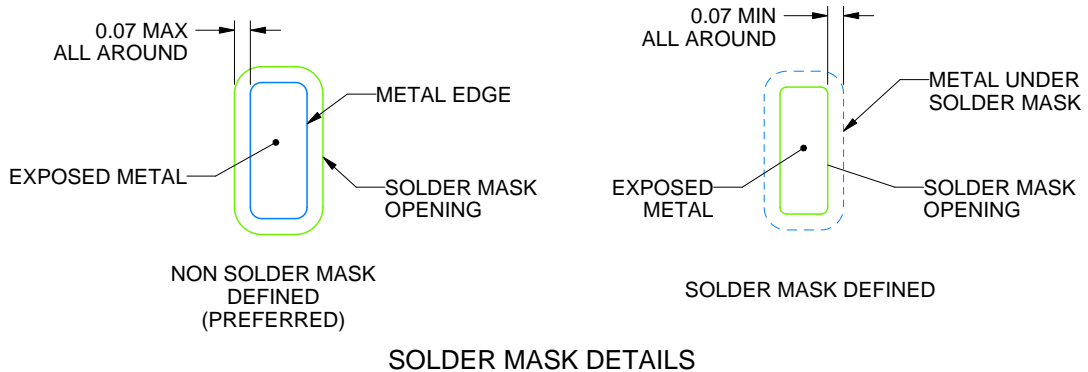 0.07 MAX
ALL AROUND
METAL EDGE
EXPOSED METAL
SOLDER MASK
OPENING
NON SOLDER MASK
DEFINED
(PREFERRED)
0.07 MIN
ALL AROUND
METAL UNDER
SOLDER MASK
EXPOSED
METAL
SOLDER MASK
OPENING
SOLDER MASK DEFINED
SOLDER MASK DETAILS